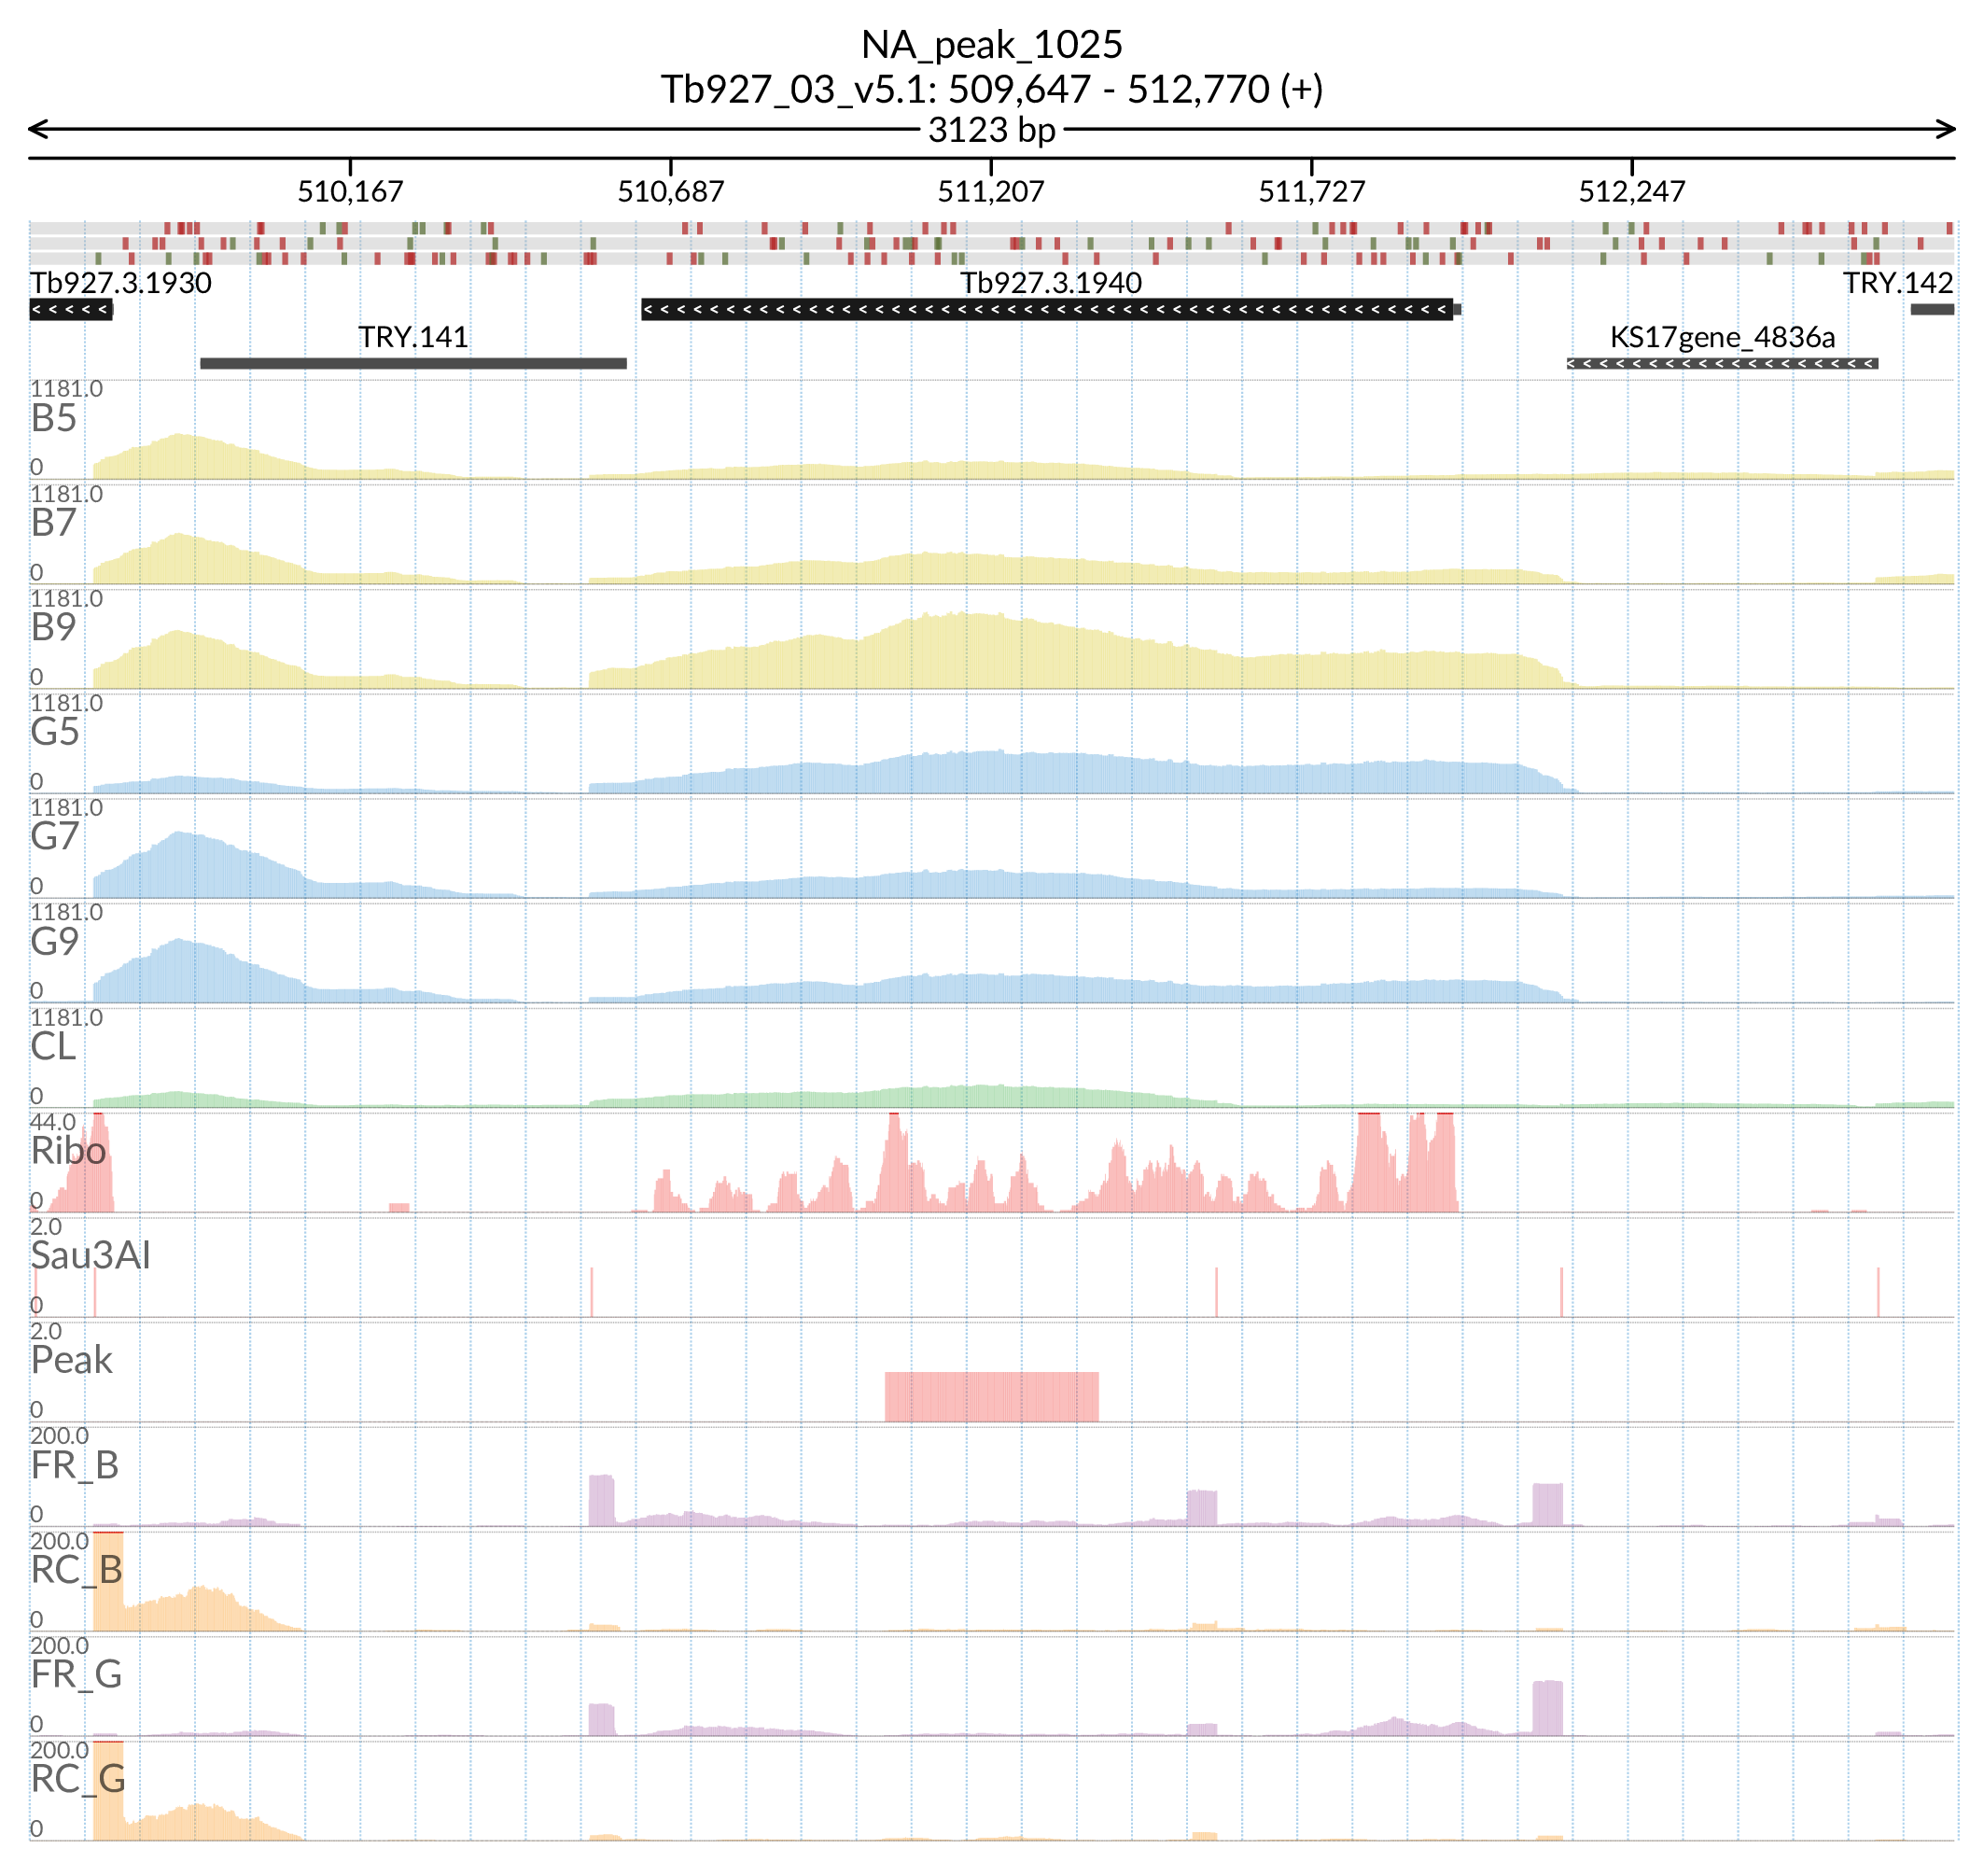 NA_peak_1025
Tb927_03_v5.1: 509,647 - 512,770 (+)
3123 bp
510,167 510,687 511,207 511,727 512,247
Tb927.3.1930 Tb927.3.1940 TRY.142
TRY.141 KS17gene_4836a
1181.0
B5
0
1181.0
B7
0
1181.0
B9
0
1181.0
G5
0
1181.0
G7
0
1181.0
G9
0
1181.0
CL
0
44.0
Ribo
0
2.0
Sau3AI
0
2.0
Peak
0
200.0
FR_B
0
200.0
RC_B
0
200.0
FR_G
0
200.0
RC_G
0